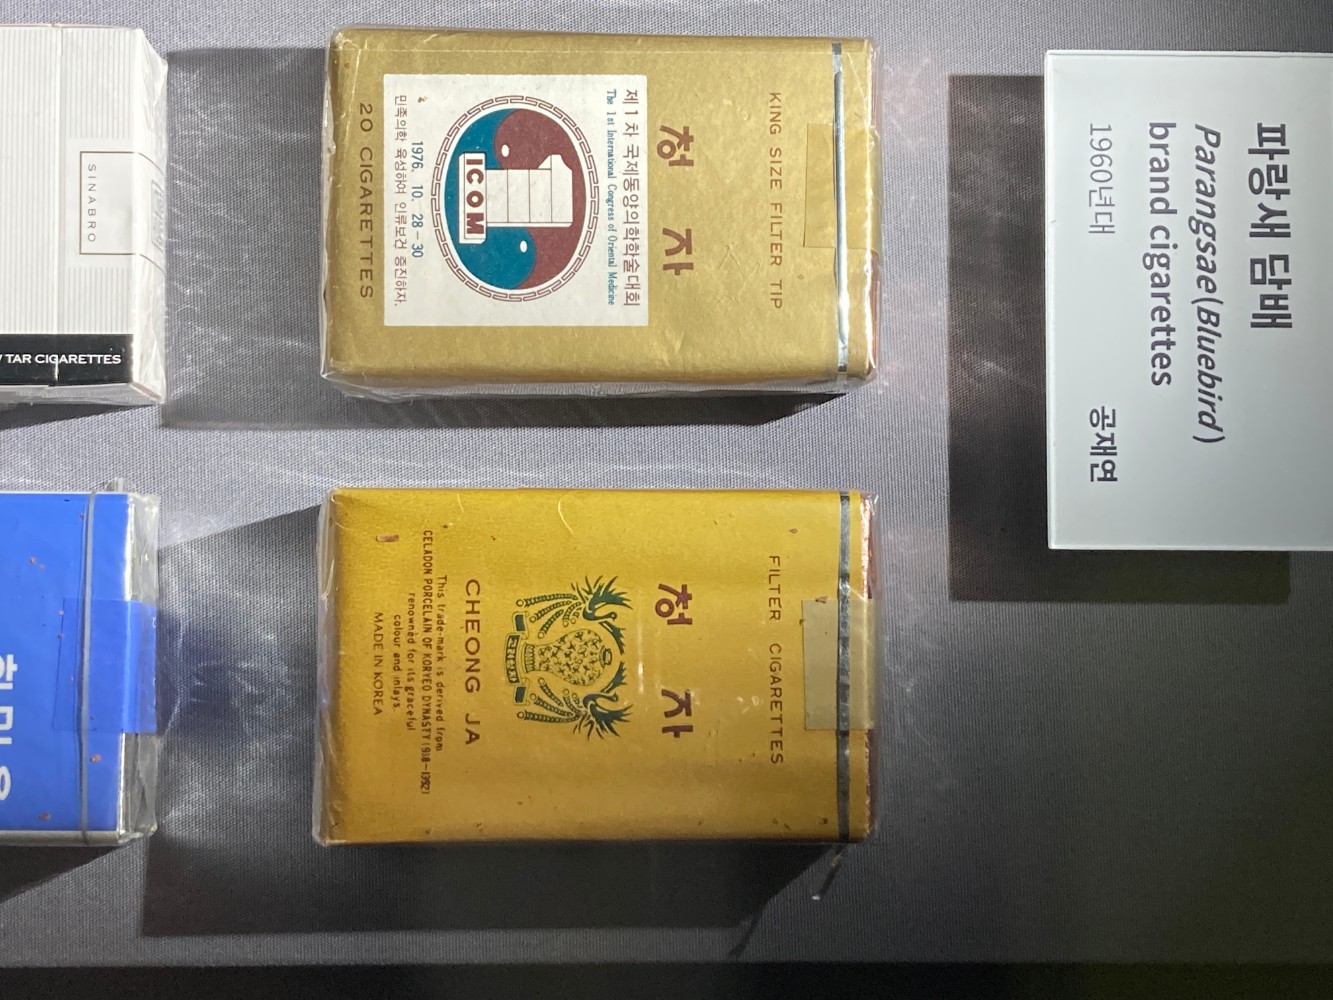 파랑새 담배
Parangsae(Bluebird)
brand cigarettes
1960년대
공재연
KING SIZE FILTER TIP
청 자
제 1 차 국제동양의학학술대회
The 1st International Congress of Oriental Medicine
ICOM
1976. 10. 28-30
민족의학 육성하여 인류보건 증진하자.
20 CIGARETTES
FILTER CIGARETTES
청 자
고려청자
CHEONG JA
This trade-mark is derived from
CELADON PORCELAIN OF KORYEO DYNASTY (918-1392)
renowned for its graceful
colour and inlays.
MADE IN KOREA
SINABRO
TAR CIGARETTES